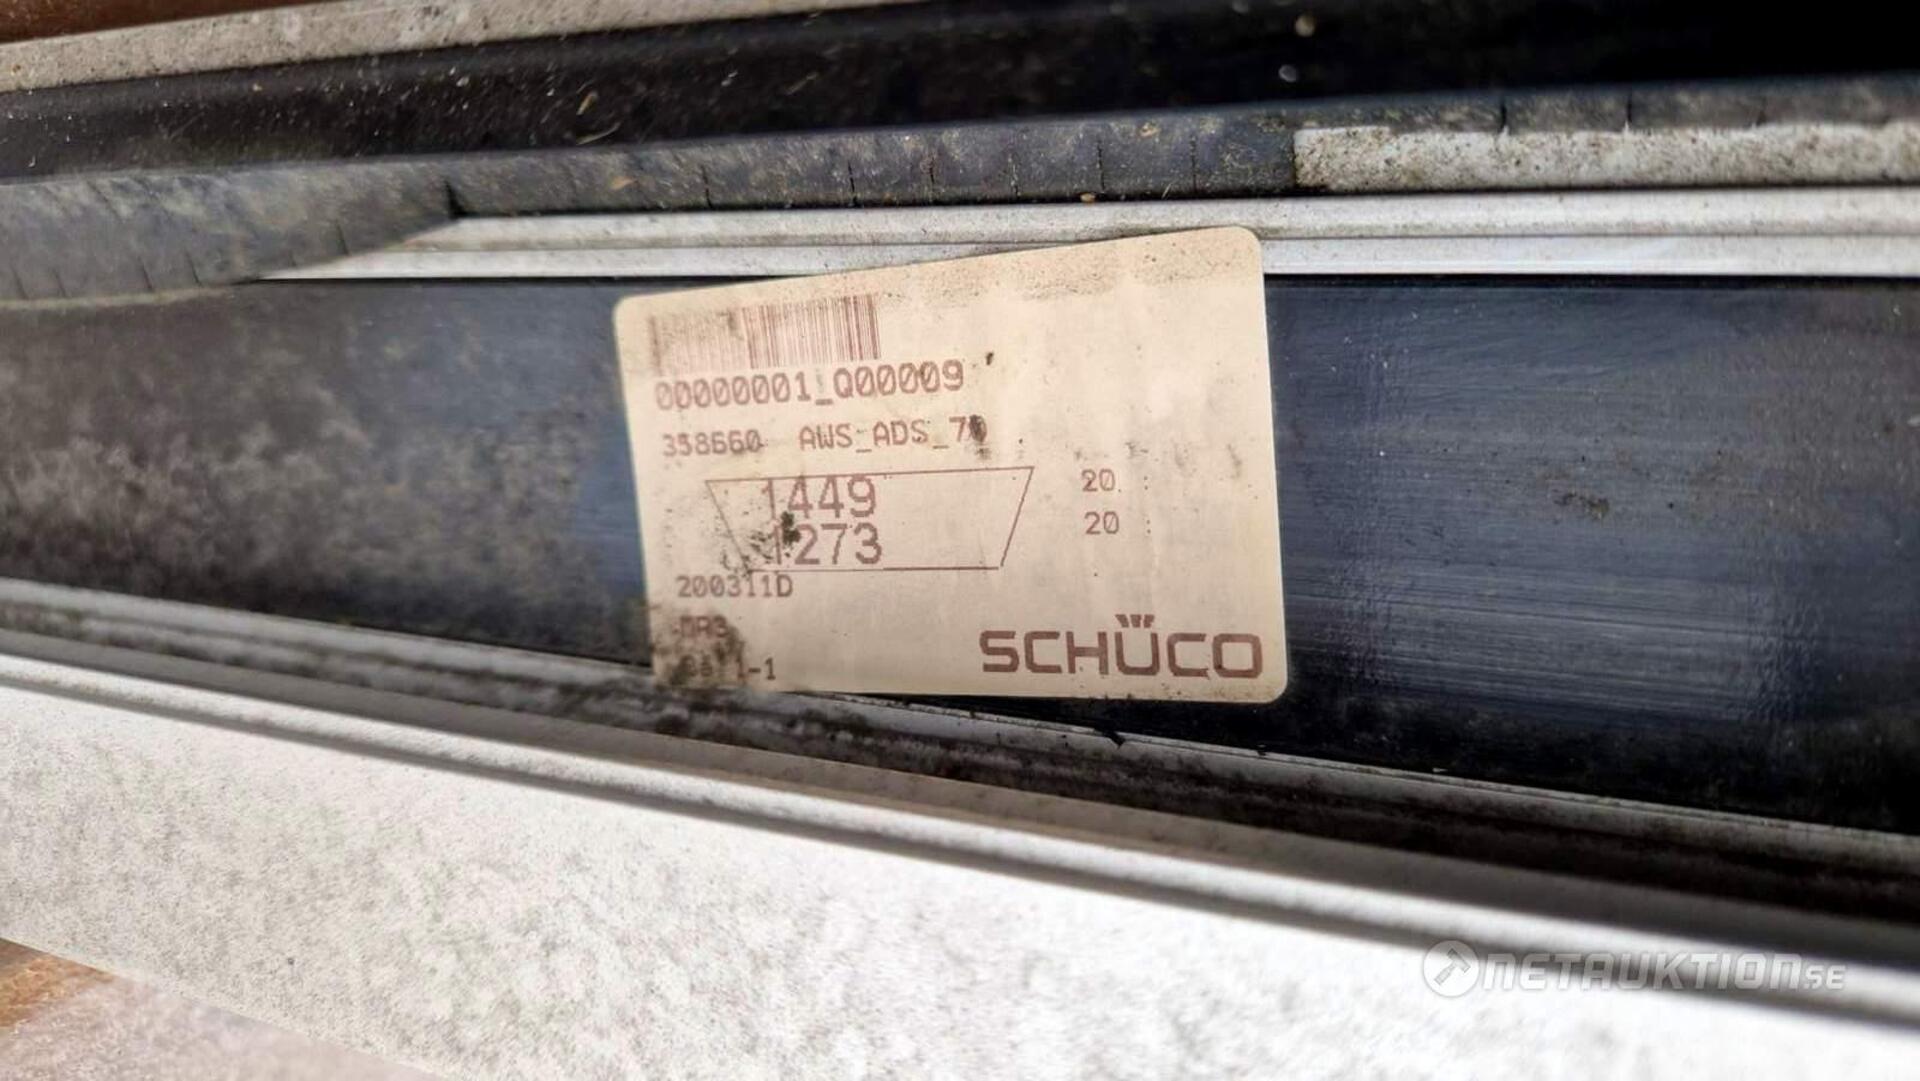 00000001_Q00009
358660 AWS_ADS_70
1449 20 :
1273 20 :
200311D
SCHÜCO
NETAUKTION.SE